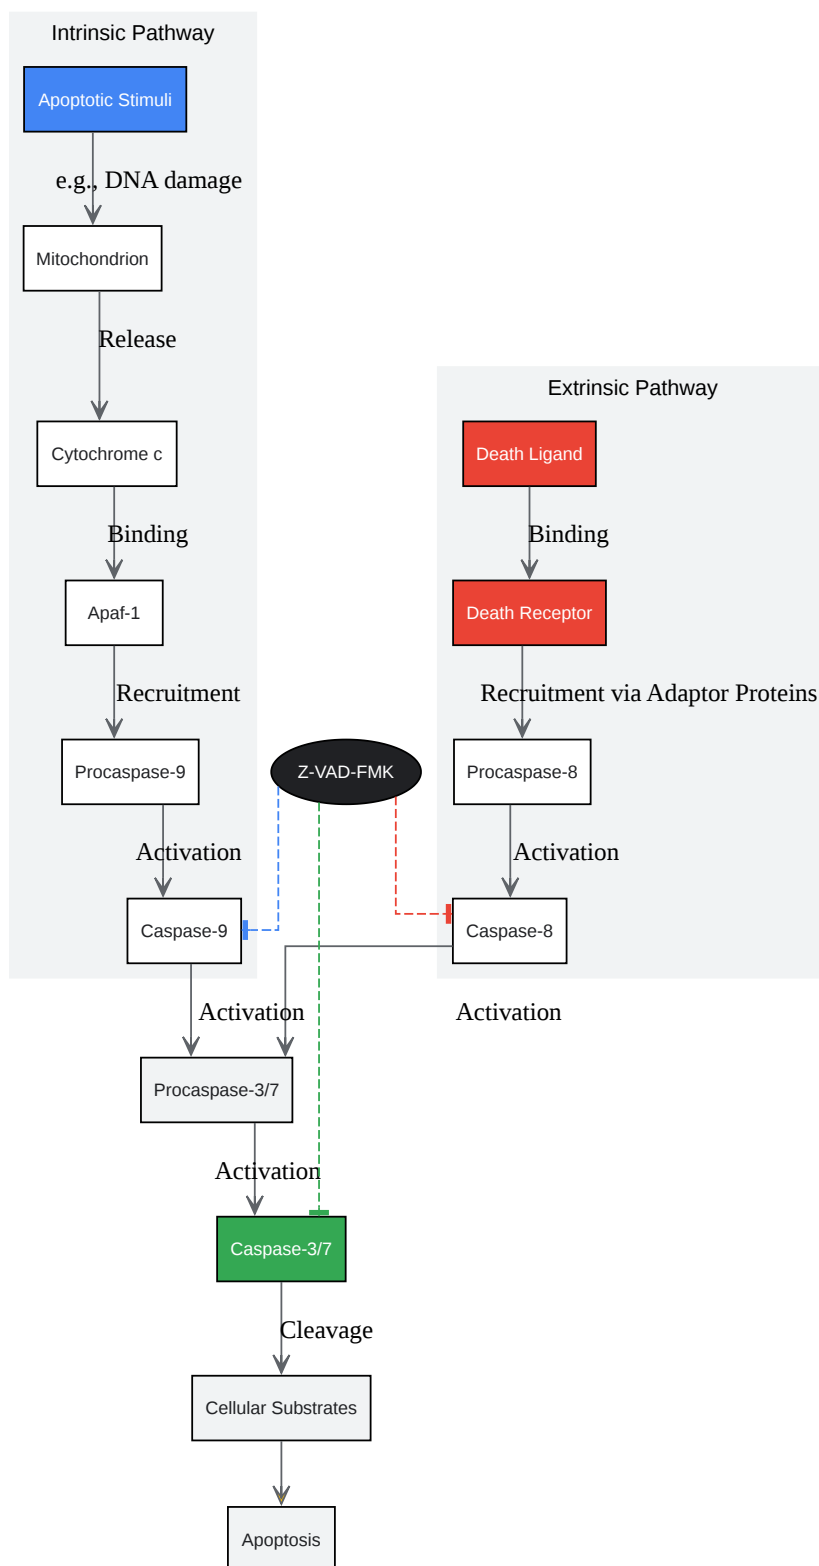 Intrinsic Pathway
Apoptotic Stimuli
e.g., DNA damage
Mitochondrion
Release
Extrinsic Pathway
Cytochrome c
Death Ligand
Binding
Binding
Apaf-1
Death Receptor
Recruitment
Recruitment via Adaptor Proteins
Procaspase-9
Z-VAD-FMK
Procaspase-8
Activation
Activation
Caspase-9
Caspase-8
Activation
Activation
Procaspase-3/7
Activation
Caspase-3/7
Cleavage
Cellular Substrates
Apoptosis